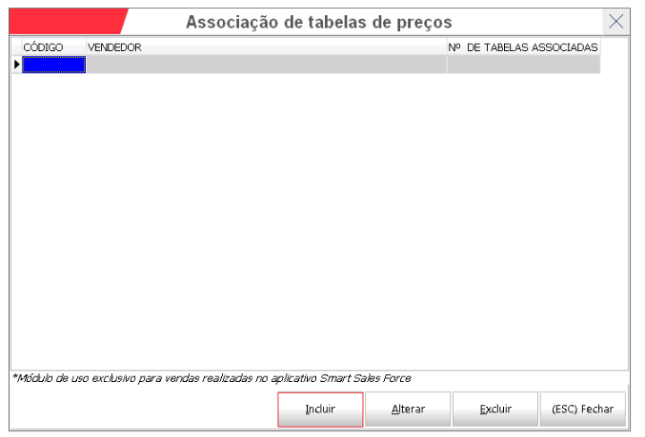 Associação de tabelas de preços
CÓDIGO VENDEDOR Nº DE TABELAS ASSOCIADAS
*Módulo de uso exclusivo para vendas realizadas no aplicativo Smart Sales Force
Incluir Alterar Excluir (ESC) Fechar